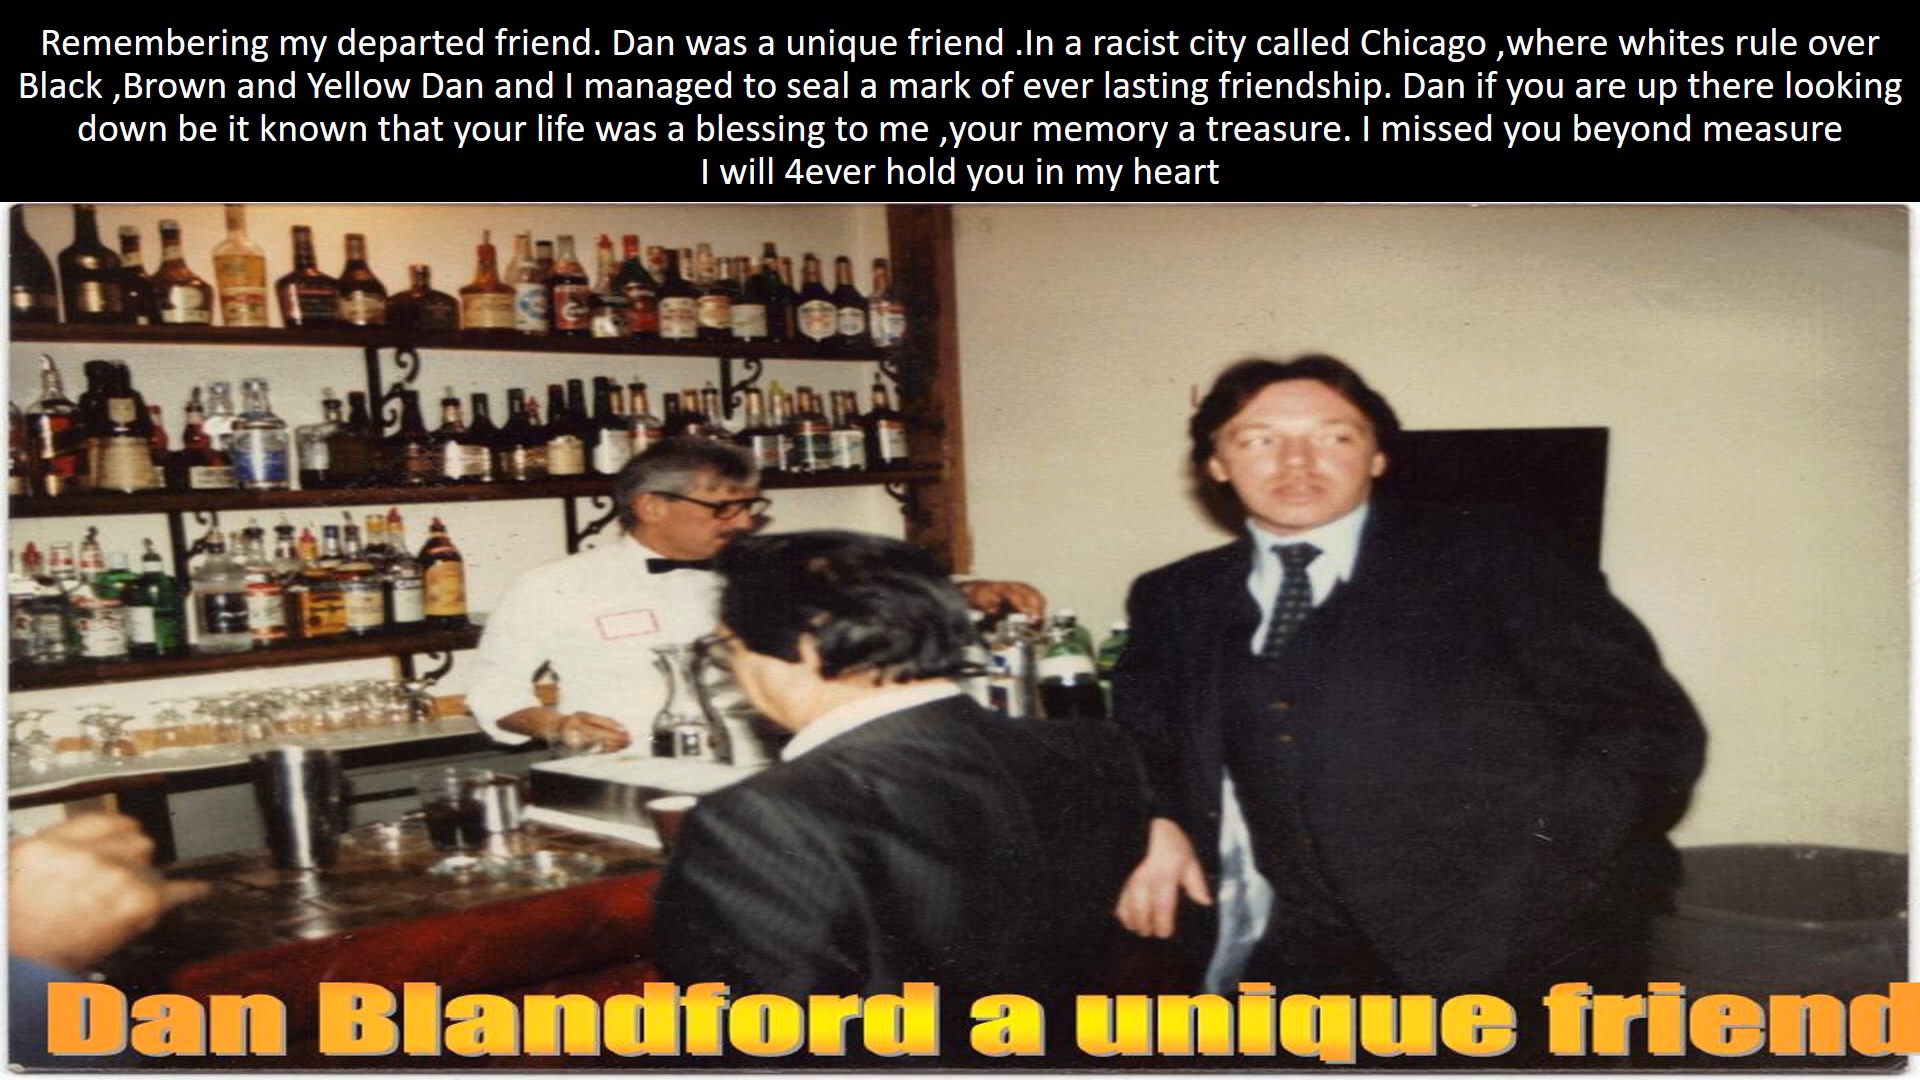 Remembering my departed friend. Dan was a unique friend .In a racist city called Chicago ,where whites rule over
Black ,Brown and Yellow Dan and I managed to seal a mark of ever lasting friendship. Dan if you are up there looking
down be it known that your life was a blessing to me ,your memory a treasure. I missed you beyond measure
I will 4ever hold you in my heart
Dan Blandford a unique friend